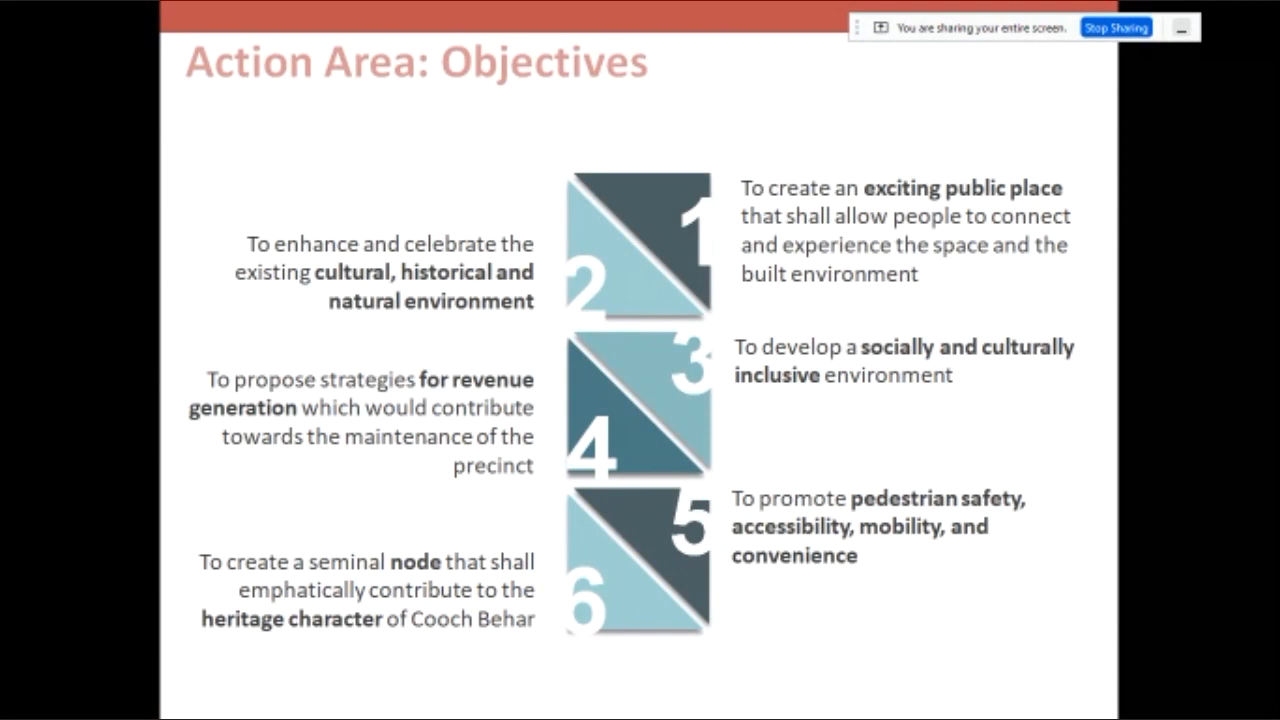 You are sharing your entire screen.
Stop Sharing
Action Area: Objectives
1
To create an exciting public place
that shall allow people to connect
and experience the space and the
built environment
2
To enhance and celebrate the
existing cultural, historical and
natural environment
3
To develop a socially and culturally
inclusive environment
4
To propose strategies for revenue
generation which would contribute
towards the maintenance of the
precinct
5
To promote pedestrian safety,
accessibility, mobility, and
convenience
6
To create a seminal node that shall
emphatically contribute to the
heritage character of Cooch Behar